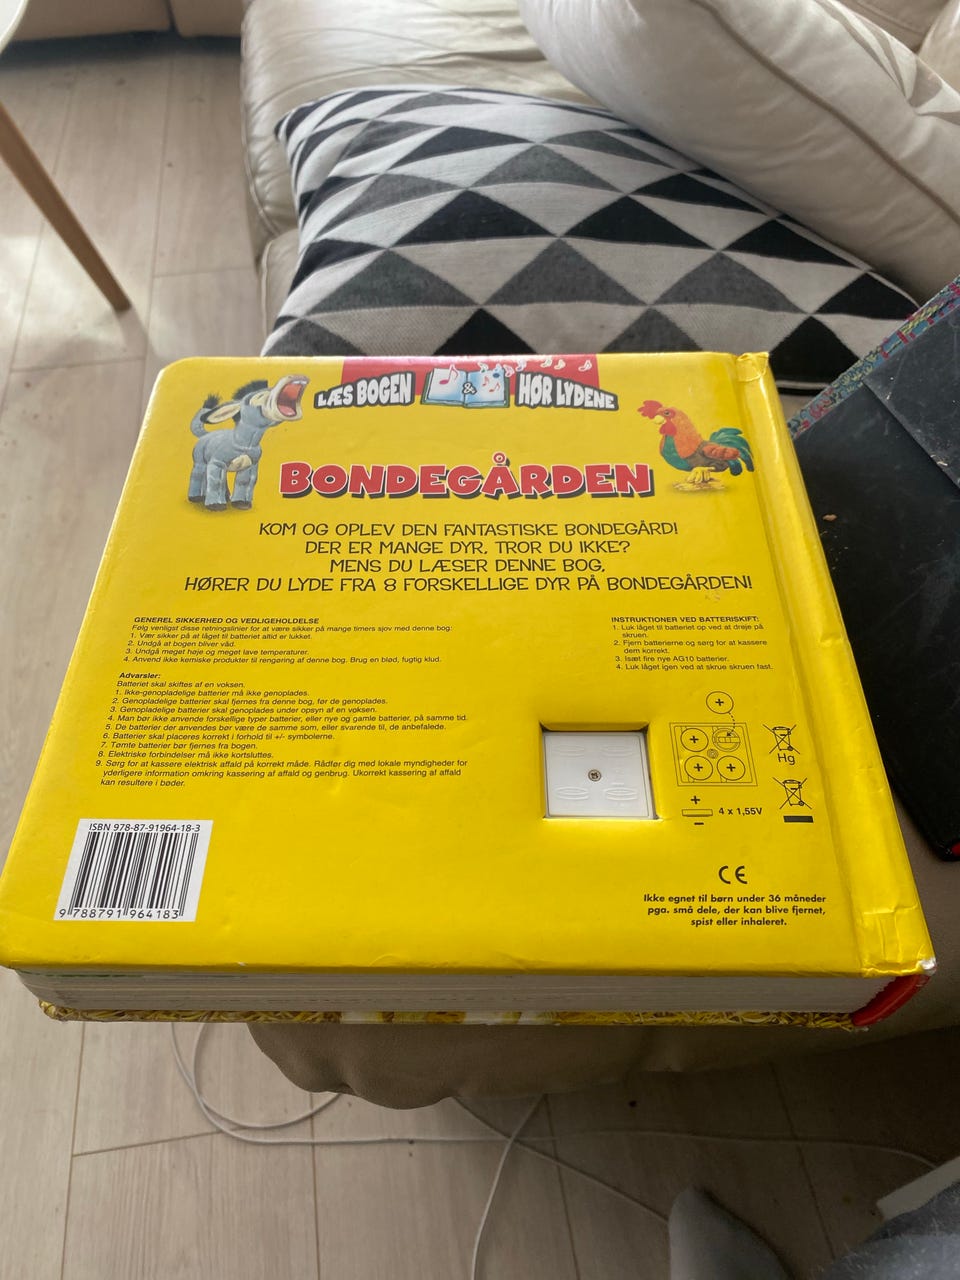 LÆS BOGEN & HØR LYDENE
BONDEGÅRDEN
KOM OG OPLEV DEN FANTASTISKE BONDEGÅRD!
DER ER MANGE DYR, TROR DU IKKE?
MENS DU LÆSER DENNE BOG,
HØRER DU LYDE FRA 8 FORSKELLIGE DYR PÅ BONDEGÅRDEN!
GENEREL SIKKERHED OG VEDLIGEHOLDELSE
Følg venligst disse retningslinier for at være sikker på mange timers sjov med denne bog:
1. Vær sikker på at låget til batteriet altid er lukket.
2. Undgå at bogen bliver våd.
3. Undgå meget høje og meget lave temperaturer.
4. Anvend ikke kemiske produkter til rengøring af denne bog. Brug en blød, fugtig klud.
Advarsler:
Batteriet skal skiftes af en voksen.
1. Ikke-genopladelige batterier må ikke genoplades.
2. Genopladelige batterier skal fjernes fra denne bog, før de genoplades.
3. Genopladelige batterier skal genoplades under opsyn af en voksen.
4. Man bør ikke anvende forskellige typer batterier, eller nye og gamle batterier, på samme tid.
5. De batterier der anvendes bør være de samme som, eller svarende til, de anbefalede.
6. Batterier skal placeres korrekt i forhold til +/- symbolerne.
7. Tømte batterier bør fjernes fra bogen.
8. Elektriske forbindelser må ikke kortsluttes.
9. Sørg for at kassere elektrisk affald på korrekt måde. Rådfør dig med lokale myndigheder for
yderligere information omkring kassering af affald og genbrug. Ukorrekt kassering af affald
kan resultere i bøder.
INSTRUKTIONER VED BATTERISKIFT:
1. Luk låget til batteriet op ved at dreje på
skruen.
2. Fjern batterierne og sørg for at kassere
dem korrekt.
3. Isæt fire nye AG10 batterier.
4. Luk låget igen ved at skrue skruen fast.
+
+ +
+ +
Hg
+
4 x 1,55V
−
CE
Ikke egnet til børn under 36 måneder
pga. små dele, der kan blive fjernet,
spist eller inhaleret.
ISBN 978-87-91964-18-3
9 788791 964183